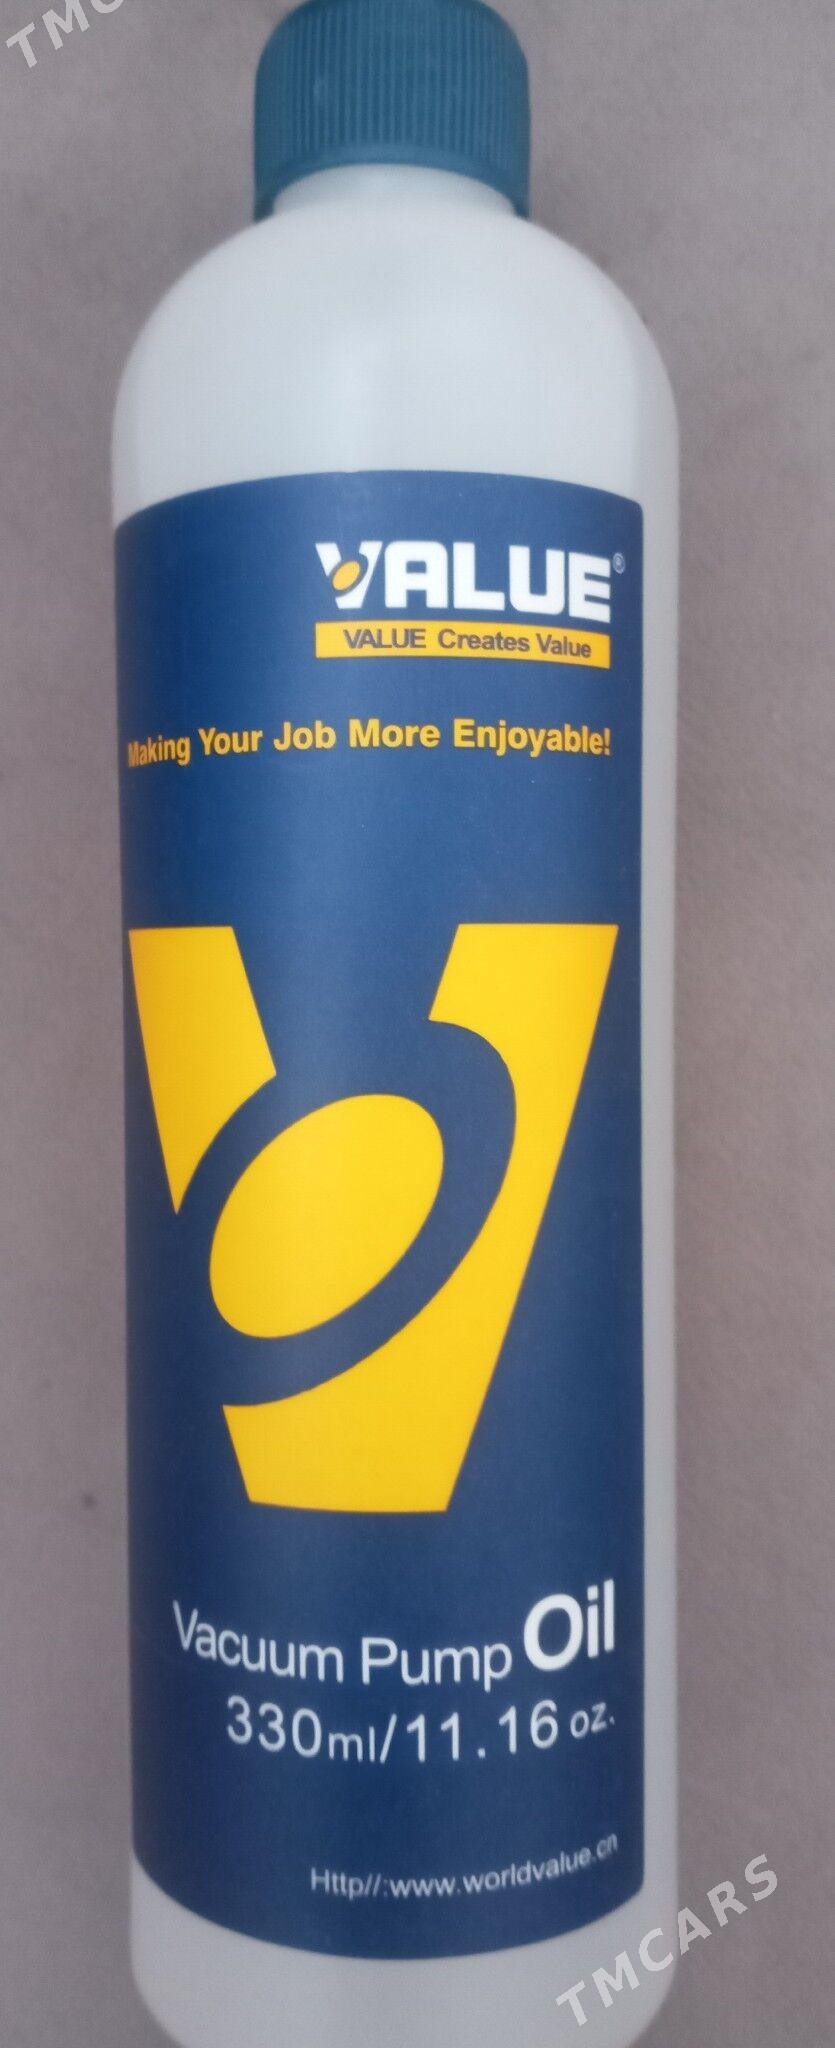 TMC
VALUE®
VALUE Creates Value
Making Your Job More Enjoyable!
Vacuum Pump Oil
330ml/11.16 oz.
Http//:www.worldvalue.cn
TMCARS